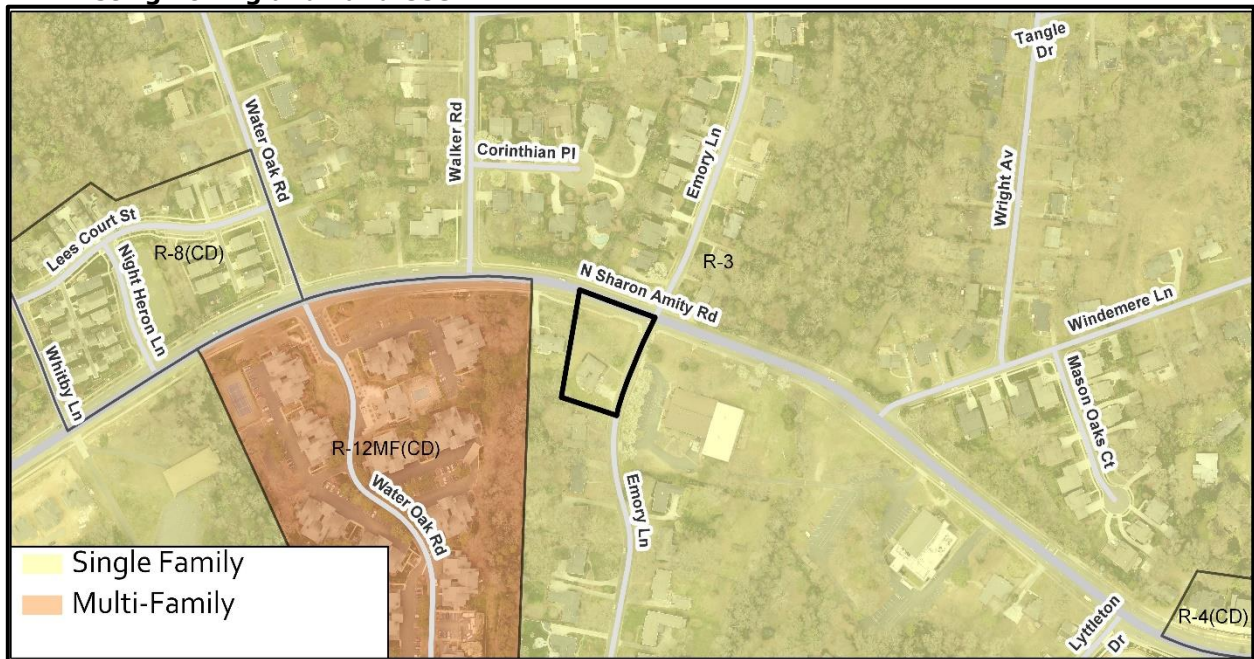 Tangle
Dr
Water Oak Rd
Walker Rd
Corinthian Pl
Emory Ln
Wright Av
Lees Court St
R-8(CD)
Night Heron Ln
Whitby Ln
N Sharon Amity Rd
R-3
Windemere Ln
Mason Oaks Ct
R-12MF(CD)
Water Oak Rd
Emory Ln
Single Family
Multi-Family
Lyttleton
Dr
R-4(CD)